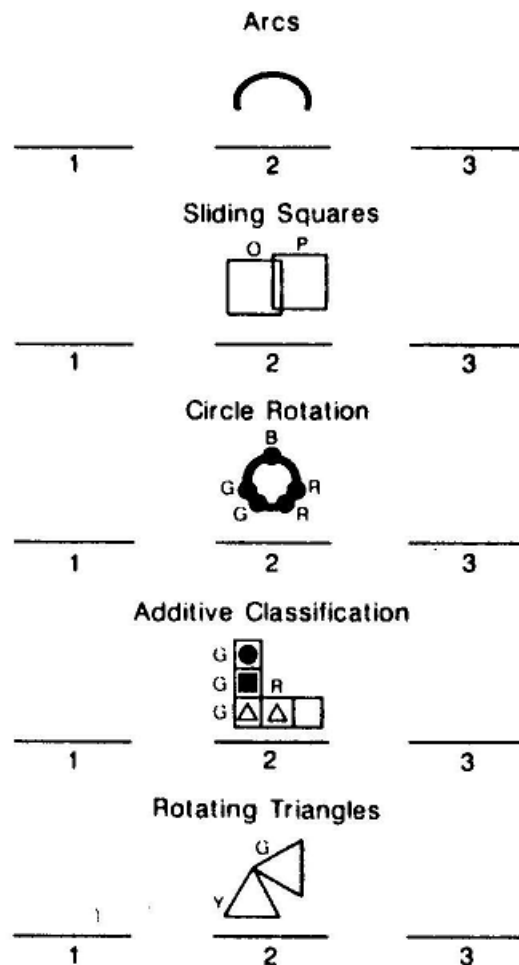 Arcs
1 2 3
Sliding Squares
O P
1 2 3
Circle Rotation
B
G R
G R
1 2 3
Additive Classification
G
G R
G
1 2 3
Rotating Triangles
G
Y
1 2 3